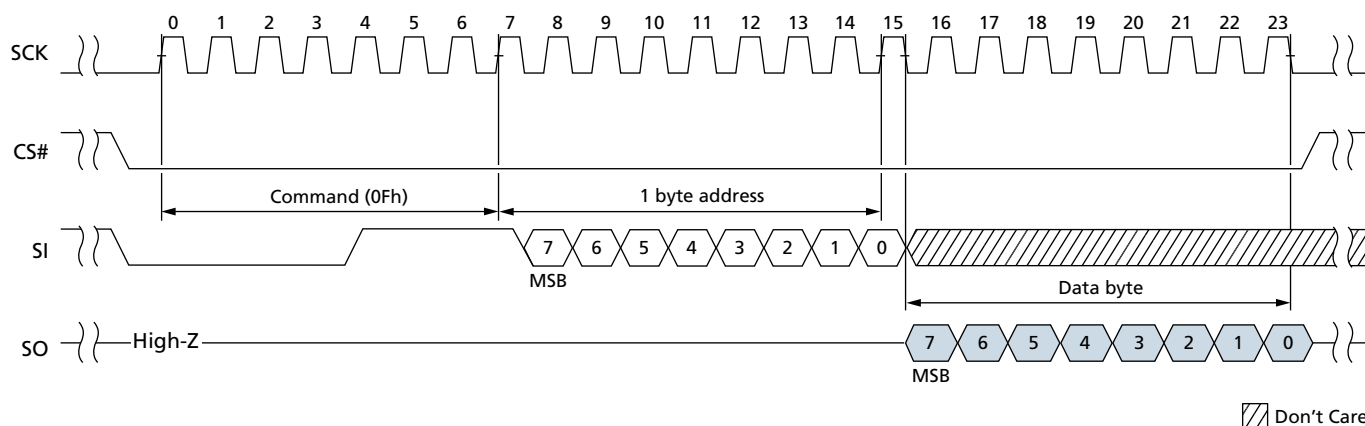 0 1 2 3 4 5 6 7 8 9 10 11 12 13 14 15 16 17 18 19 20 21 22 23
SCK
CS#
Command (0Fh) 1 byte address
SI 7 6 5 4 3 2 1 0
MSB
Data byte
SO High-Z 7 6 5 4 3 2 1 0
MSB
Don't Care